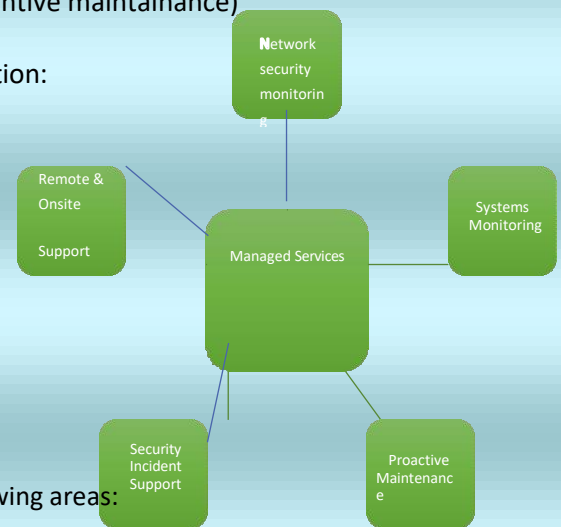 ntive maintainance)
Network
security
monitorin
g
tion:
Remote &
Onsite
Support
Systems
Monitoring
Managed Services
Security
Incident
Support
Proactive
Maintenanc
e
wing areas: